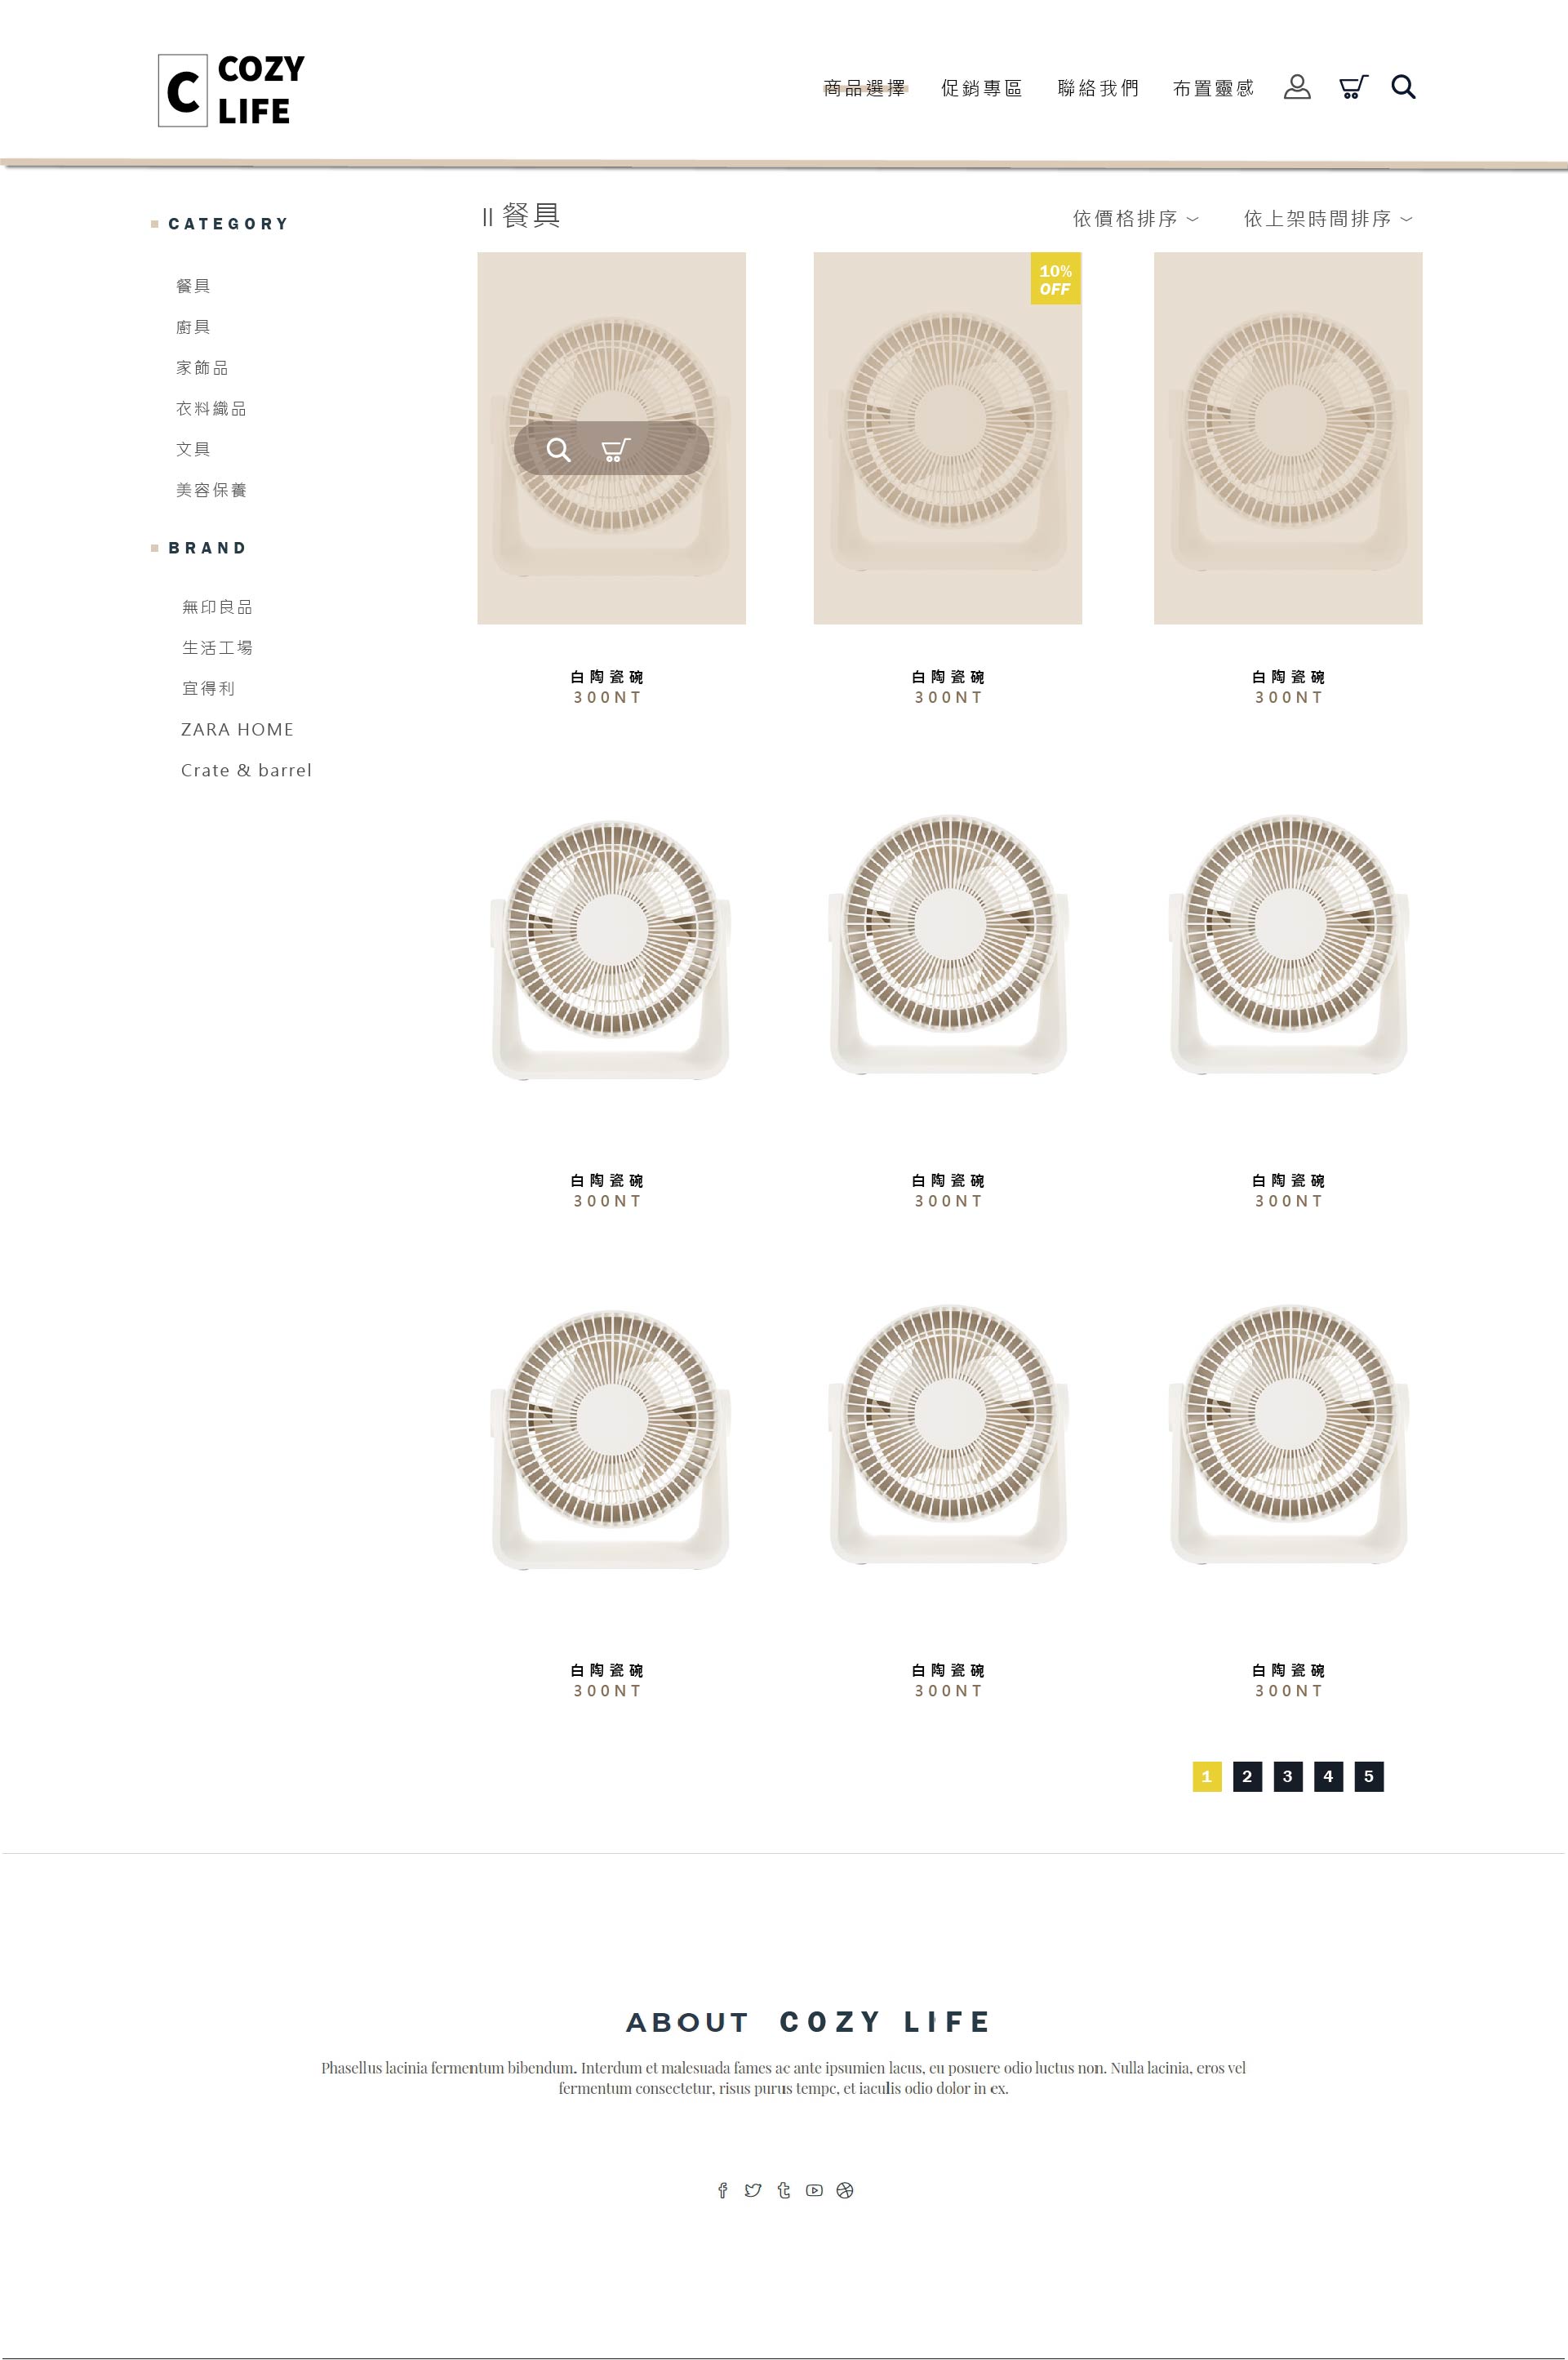 C
COZY
LIFE
商品選擇 促銷專區 聯絡我們 布置靈感
CATEGORY
餐具
廚具
家飾品
衣料織品
文具
美容保養
BRAND
無印良品
生活工場
宜得利
ZARA HOME
Crate & barrel
餐具
依價格排序 依上架時間排序
10%
OFF
白陶瓷碗 白陶瓷碗 白陶瓷碗
300NT 300NT 300NT
白陶瓷碗 白陶瓷碗 白陶瓷碗
300NT 300NT 300NT
白陶瓷碗 白陶瓷碗 白陶瓷碗
300NT 300NT 300NT
1 2 3 4 5
ABOUT COZY LIFE
Phasellus lacinia fermentum bibendum. Interdum et malesuada fames ac ante ipsumien lacus, eu posuere odio luctus non. Nulla lacinia, eros vel
fermentum consectetur, risus purus tempc, et iaculis odio dolor in ex.